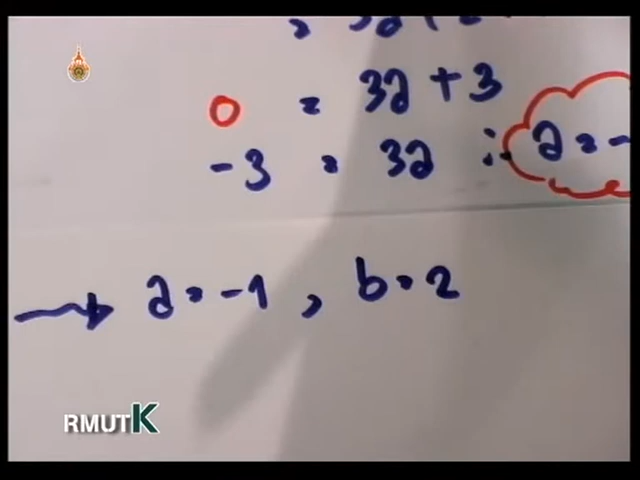 0 = 3a + 3
-3 = 3a ∴ a = -
→ a = -1 , b = 2
RMUTK